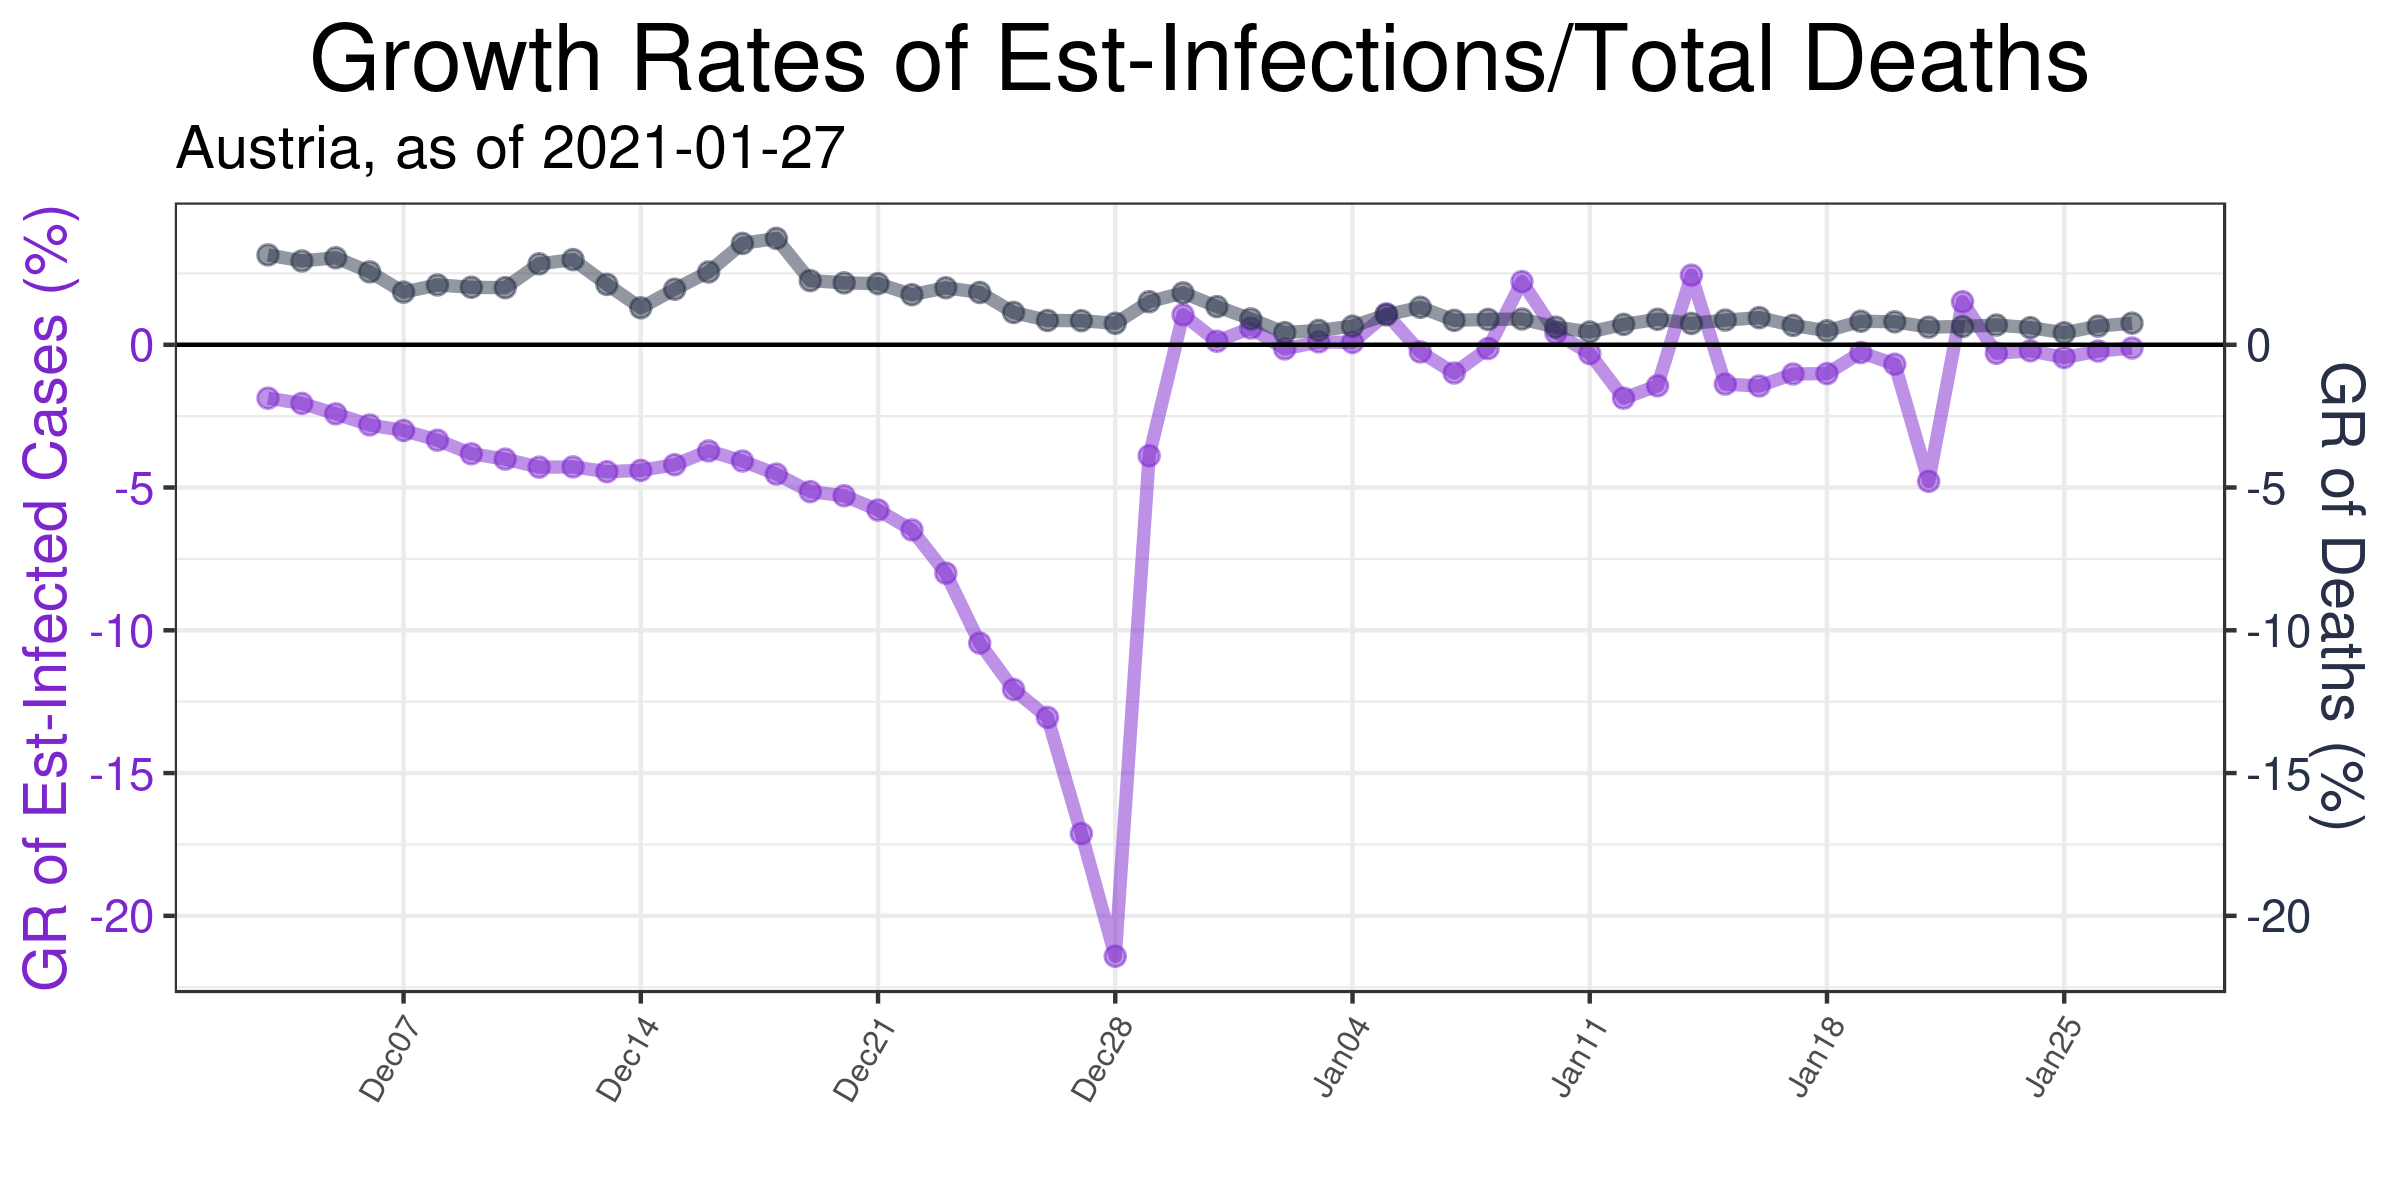 Growth Rates of Est-Infections/Total Deaths
Austria, as of 2021-01-27
GR of Est-Infected Cases (%)
0
-5
-10
-15
-20
0
-5
-10
-15
-20
GR of Deaths (%)
Dec07
Dec14
Dec21
Dec28
Jan04
Jan11
Jan18
Jan25